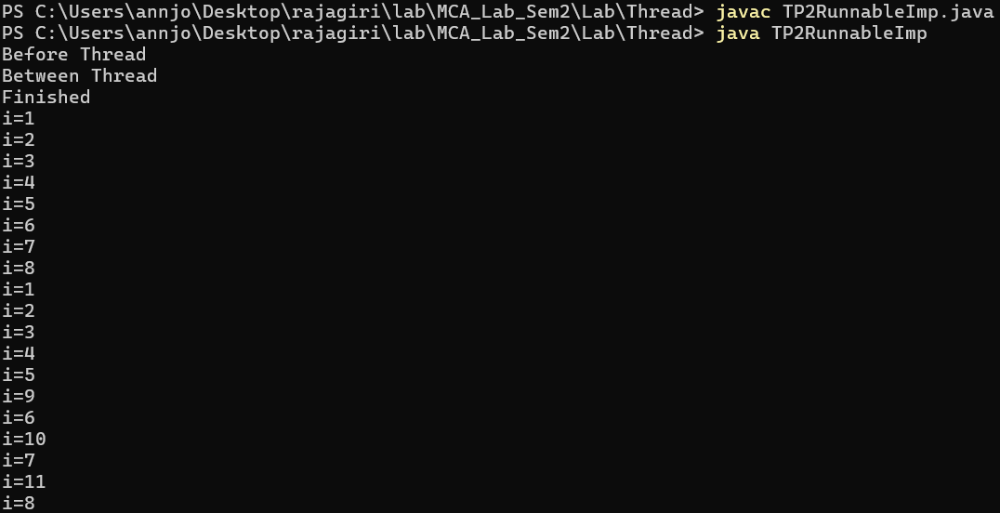 PS C:\Users\annjo\Desktop\rajagiri\lab\MCA_Lab_Sem2\Lab\Thread> javac TP2RunnableImp.java
PS C:\Users\annjo\Desktop\rajagiri\lab\MCA_Lab_Sem2\Lab\Thread> java TP2RunnableImp
Before Thread
Between Thread
Finished
i=1
i=2
i=3
i=4
i=5
i=6
i=7
i=8
i=1
i=2
i=3
i=4
i=5
i=9
i=6
i=10
i=7
i=11
i=8